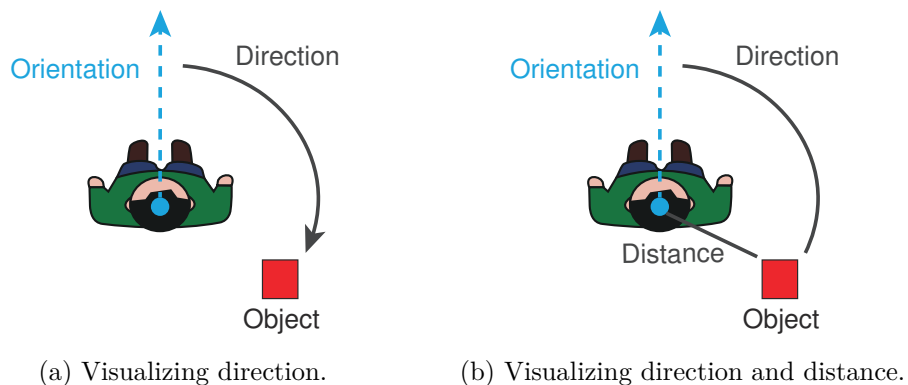 Orientation
Direction
Object
(a) Visualizing direction.
Orientation
Direction
Distance
Object
(b) Visualizing direction and distance.